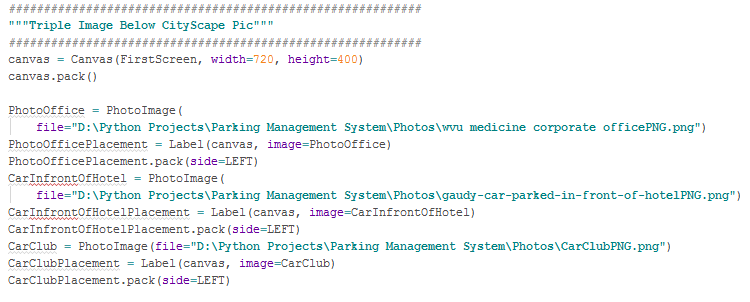 ###########################################################
"""Triple Image Below CityScape Pic"""
###########################################################
canvas = Canvas(FirstScreen, width=720, height=400)
canvas.pack()
PhotoOffice = PhotoImage(
file="D:\Python Projects\Parking Management System\Photos\wvu medicine corporate officePNG.png")
PhotoOfficePlacement = Label(canvas, image=PhotoOffice)
PhotoOfficePlacement.pack(side=LEFT)
CarInfrontOfHotel = PhotoImage(
file="D:\Python Projects\Parking Management System\Photos\gaudy-car-parked-in-front-of-hotelPNG.png")
CarInfrontOfHotelPlacement = Label(canvas, image=CarInfrontOfHotel)
CarInfrontOfHotelPlacement.pack(side=LEFT)
CarClub = PhotoImage(file="D:\Python Projects\Parking Management System\Photos\CarClubPNG.png")
CarClubPlacement = Label(canvas, image=CarClub)
CarClubPlacement.pack(side=LEFT)